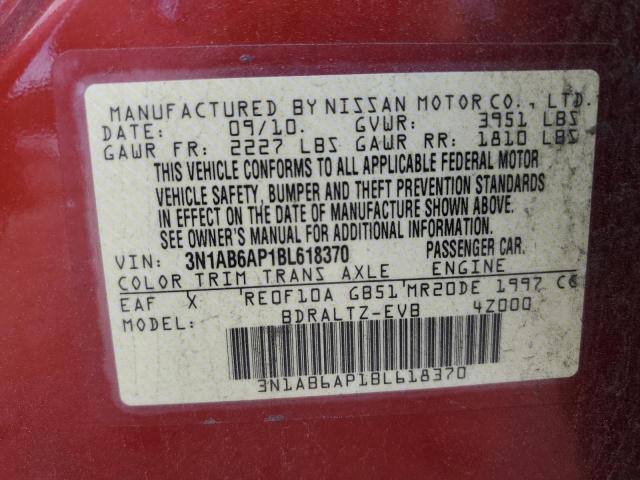 MANUFACTURED BY NISSAN MOTOR CO., LTD.
DATE: 09/10. GVWR: 3951 LBS
GAWR FR: 2227 LBS GAWR RR: 1810 LBS
THIS VEHICLE CONFORMS TO ALL APPLICABLE FEDERAL MOTOR
VEHICLE SAFETY, BUMPER AND THEFT PREVENTION STANDARDS
IN EFFECT ON THE DATE OF MANUFACTURE SHOWN ABOVE.
SEE OWNER'S MANUAL FOR ADDITIONAL INFORMATION.
VIN: 3N1AB6AP1BL618370 PASSENGER CAR.
COLOR TRIM TRANS AXLE ENGINE
EAF X RE0F10A GB51 MR20DE 1997 CC
MODEL: BDRALTZ-EVB 4Z000
3N1AB6AP1BL618370